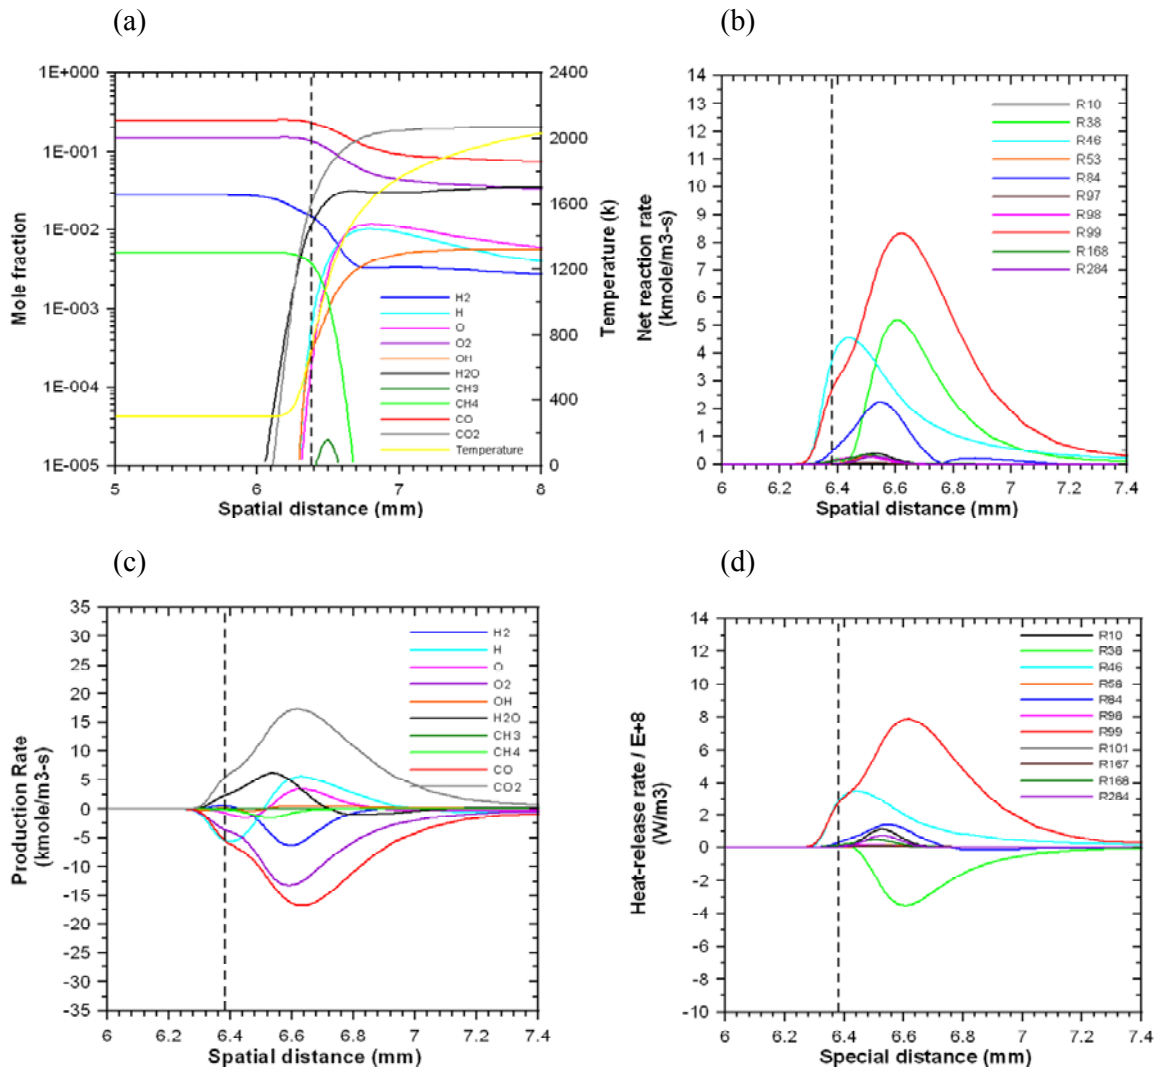 (a)
(b)
1E+000
1E-001
1E-002
1E-003
1E-004
1E-005
Mole fraction
2400
2000
1600
1200
800
400
0
Temperature (k)
H2
H
O
O2
OH
H2O
CH3
CH4
CO
CO2
Temperature
5
6
7
8
Spatial distance (mm)
14
13
12
11
10
9
8
7
6
5
4
3
2
1
0
Net reaction rate
(kmole/m3-s)
R10
R38
R46
R53
R84
R97
R98
R99
R168
R284
6
6.2
6.4
6.6
6.8
7
7.2
7.4
Spatial distance (mm)
(c)
(d)
35
30
25
20
15
10
5
0
-5
-10
-15
-20
-25
-30
-35
Production Rate
(kmole/m3-s)
H2
H
O
O2
OH
H2O
CH3
CH4
CO
CO2
6
6.2
6.4
6.6
6.8
7
7.2
7.4
Spatial distance (mm)
14
12
10
8
6
4
2
0
-2
-4
-6
-8
-10
Heat-release rate / E+8
(W/m3)
R10
R38
R46
R84
R98
R99
R101
R167
R168
R284
6
6.2
6.4
6.6
6.8
7
7.2
7.4
Special distance (mm)